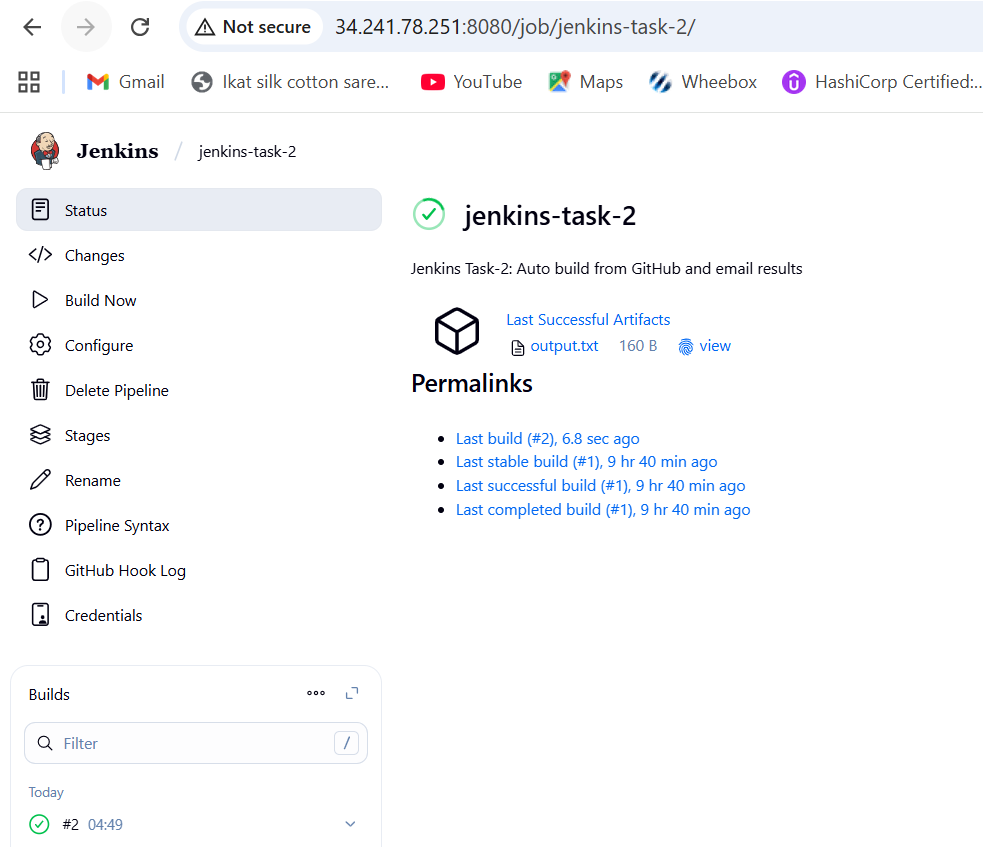 Not secure 34.241.78.251:8080/job/jenkins-task-2/
Gmail Ikat silk cotton sare... YouTube Maps Wheebox HashiCorp Certified:...
Jenkins / jenkins-task-2
Status
Changes
Build Now
Configure
Delete Pipeline
Stages
Rename
Pipeline Syntax
GitHub Hook Log
Credentials
Builds
Filter /
Today
#2 04:49
jenkins-task-2
Jenkins Task-2: Auto build from GitHub and email results
Last Successful Artifacts
output.txt 160 B view
Permalinks
Last build (#2), 6.8 sec ago
Last stable build (#1), 9 hr 40 min ago
Last successful build (#1), 9 hr 40 min ago
Last completed build (#1), 9 hr 40 min ago